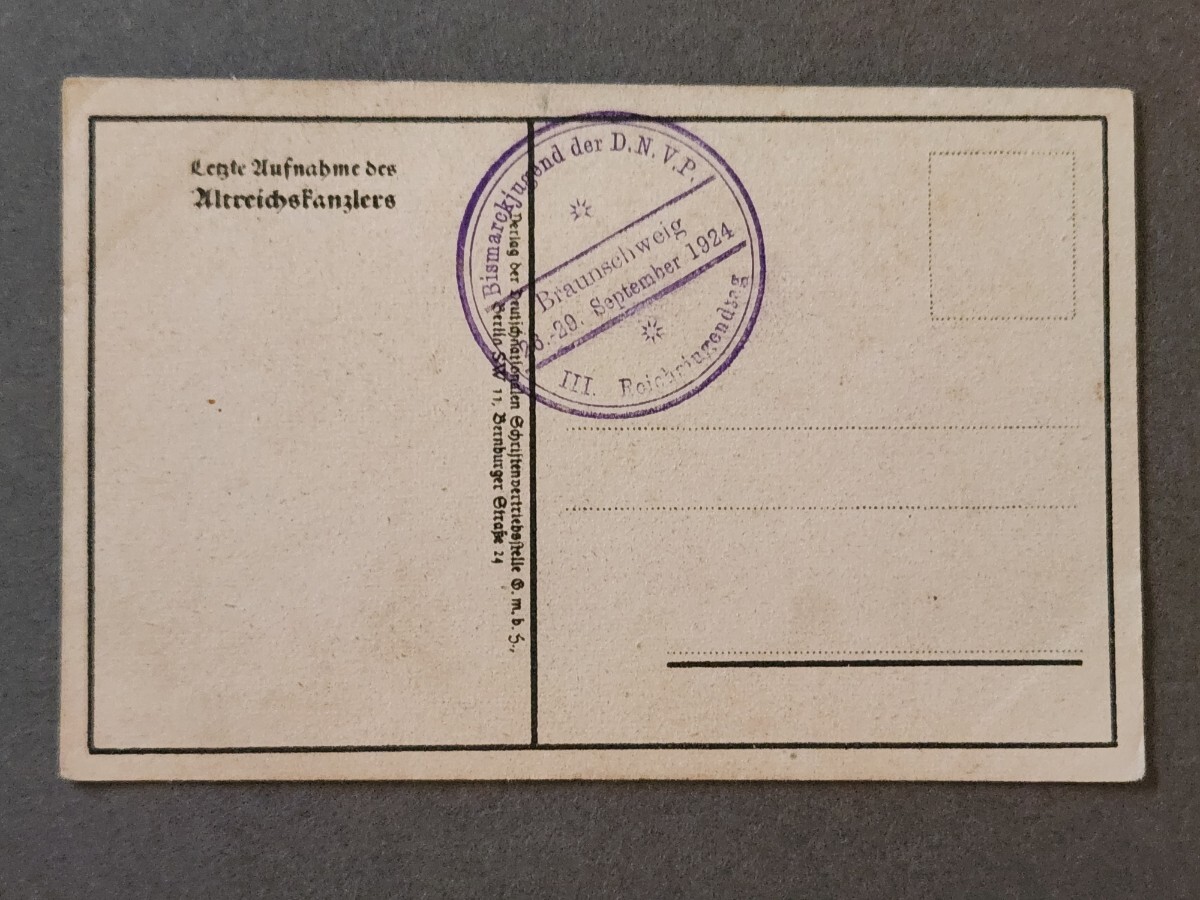 Letzte Aufnahme des
Altreichskanzlers
Bismarckjugend der D.N.V.P.
Braunschweig
-29. September 1924
III. Reichsjugendtag
Verlag der Deutschnationalen Schriftenvertriebsstelle G. m. b. H.,
Berlin SW 11, Bernburger Straße 24